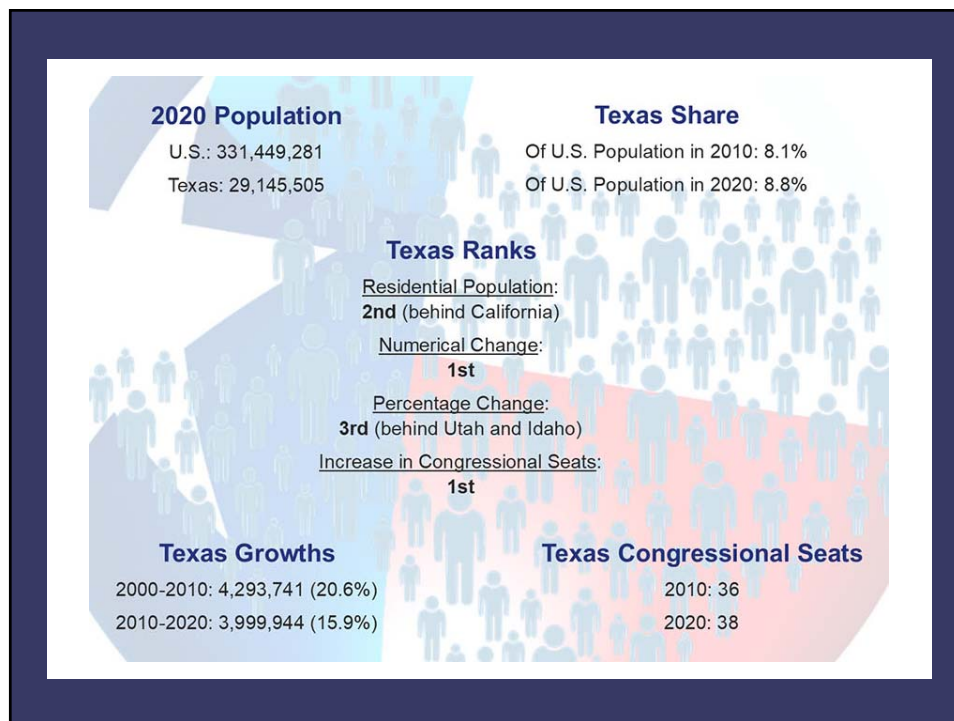 2020 Population
U.S.: 331,449,281
Texas: 29,145,505
Texas Share
Of U.S. Population in 2010: 8.1%
Of U.S. Population in 2020: 8.8%
Texas Ranks
Residential Population:
2nd (behind California)
Numerical Change:
1st
Percentage Change:
3rd (behind Utah and Idaho)
Increase in Congressional Seats:
1st
Texas Growths
2000-2010: 4,293,741 (20.6%)
2010-2020: 3,999,944 (15.9%)
Texas Congressional Seats
2010: 36
2020: 38